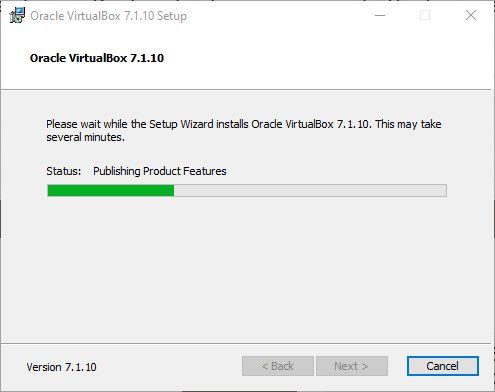 Oracle VirtualBox 7.1.10 Setup
Oracle VirtualBox 7.1.10
Please wait while the Setup Wizard installs Oracle VirtualBox 7.1.10. This may take
several minutes.
Status: Publishing Product Features
Version 7.1.10 < Back Next > Cancel